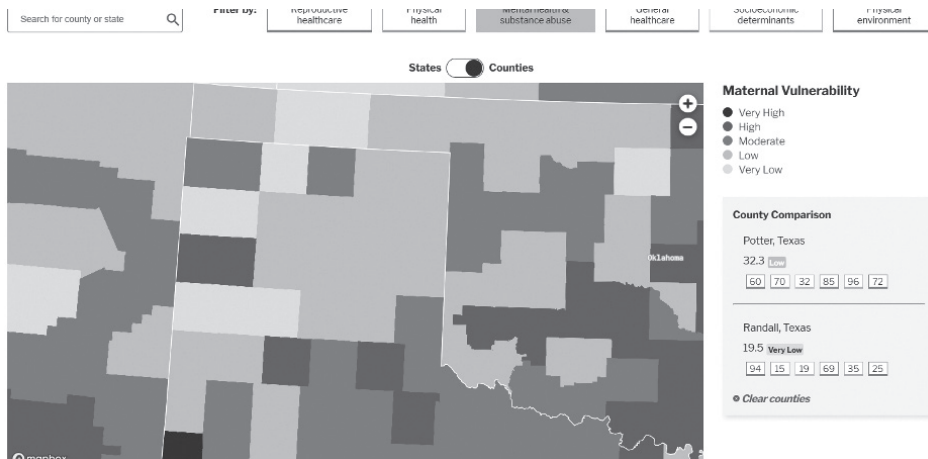 Search for county or state
Filter by:
Reproductive
healthcare
Physical
health
Mental health &
substance abuse
General
healthcare
Socioeconomic
determinants
Physical
environment
States
Counties
Maternal Vulnerability
Very High
High
Moderate
Low
Very Low
County Comparison
Potter, Texas
32.3 Low
60 70 32 85 96 72
Randall, Texas
19.5 Very Low
94 15 19 69 35 25
Clear counties
Oklahoma
mapbox